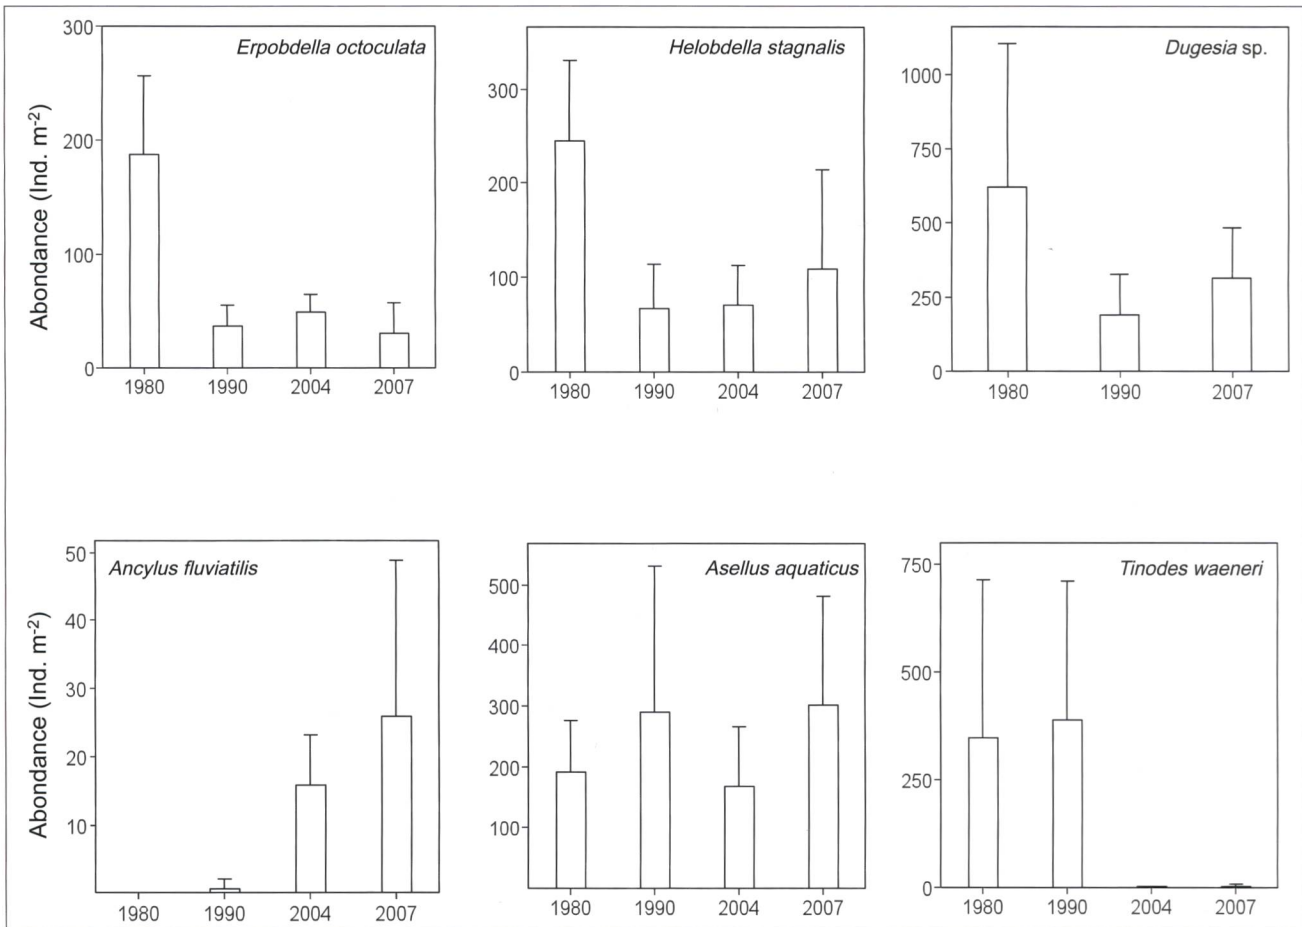 Erpobdella octoculata
Abondance (Ind. m-2)
300
200
100
0
1980 1990 2004 2007
Helobdella stagnalis
300
200
100
0
1980 1990 2004 2007
Dugesia sp.
1000
750
500
250
0
1980 1990 2007
Ancylus fluviatilis
Abondance (Ind. m-2)
50
40
30
20
10
1980 1990 2004 2007
Asellus aquaticus
500
400
300
200
100
1980 1990 2004 2007
Tinodes waeneri
750
500
250
0
1980 1990 2004 2007